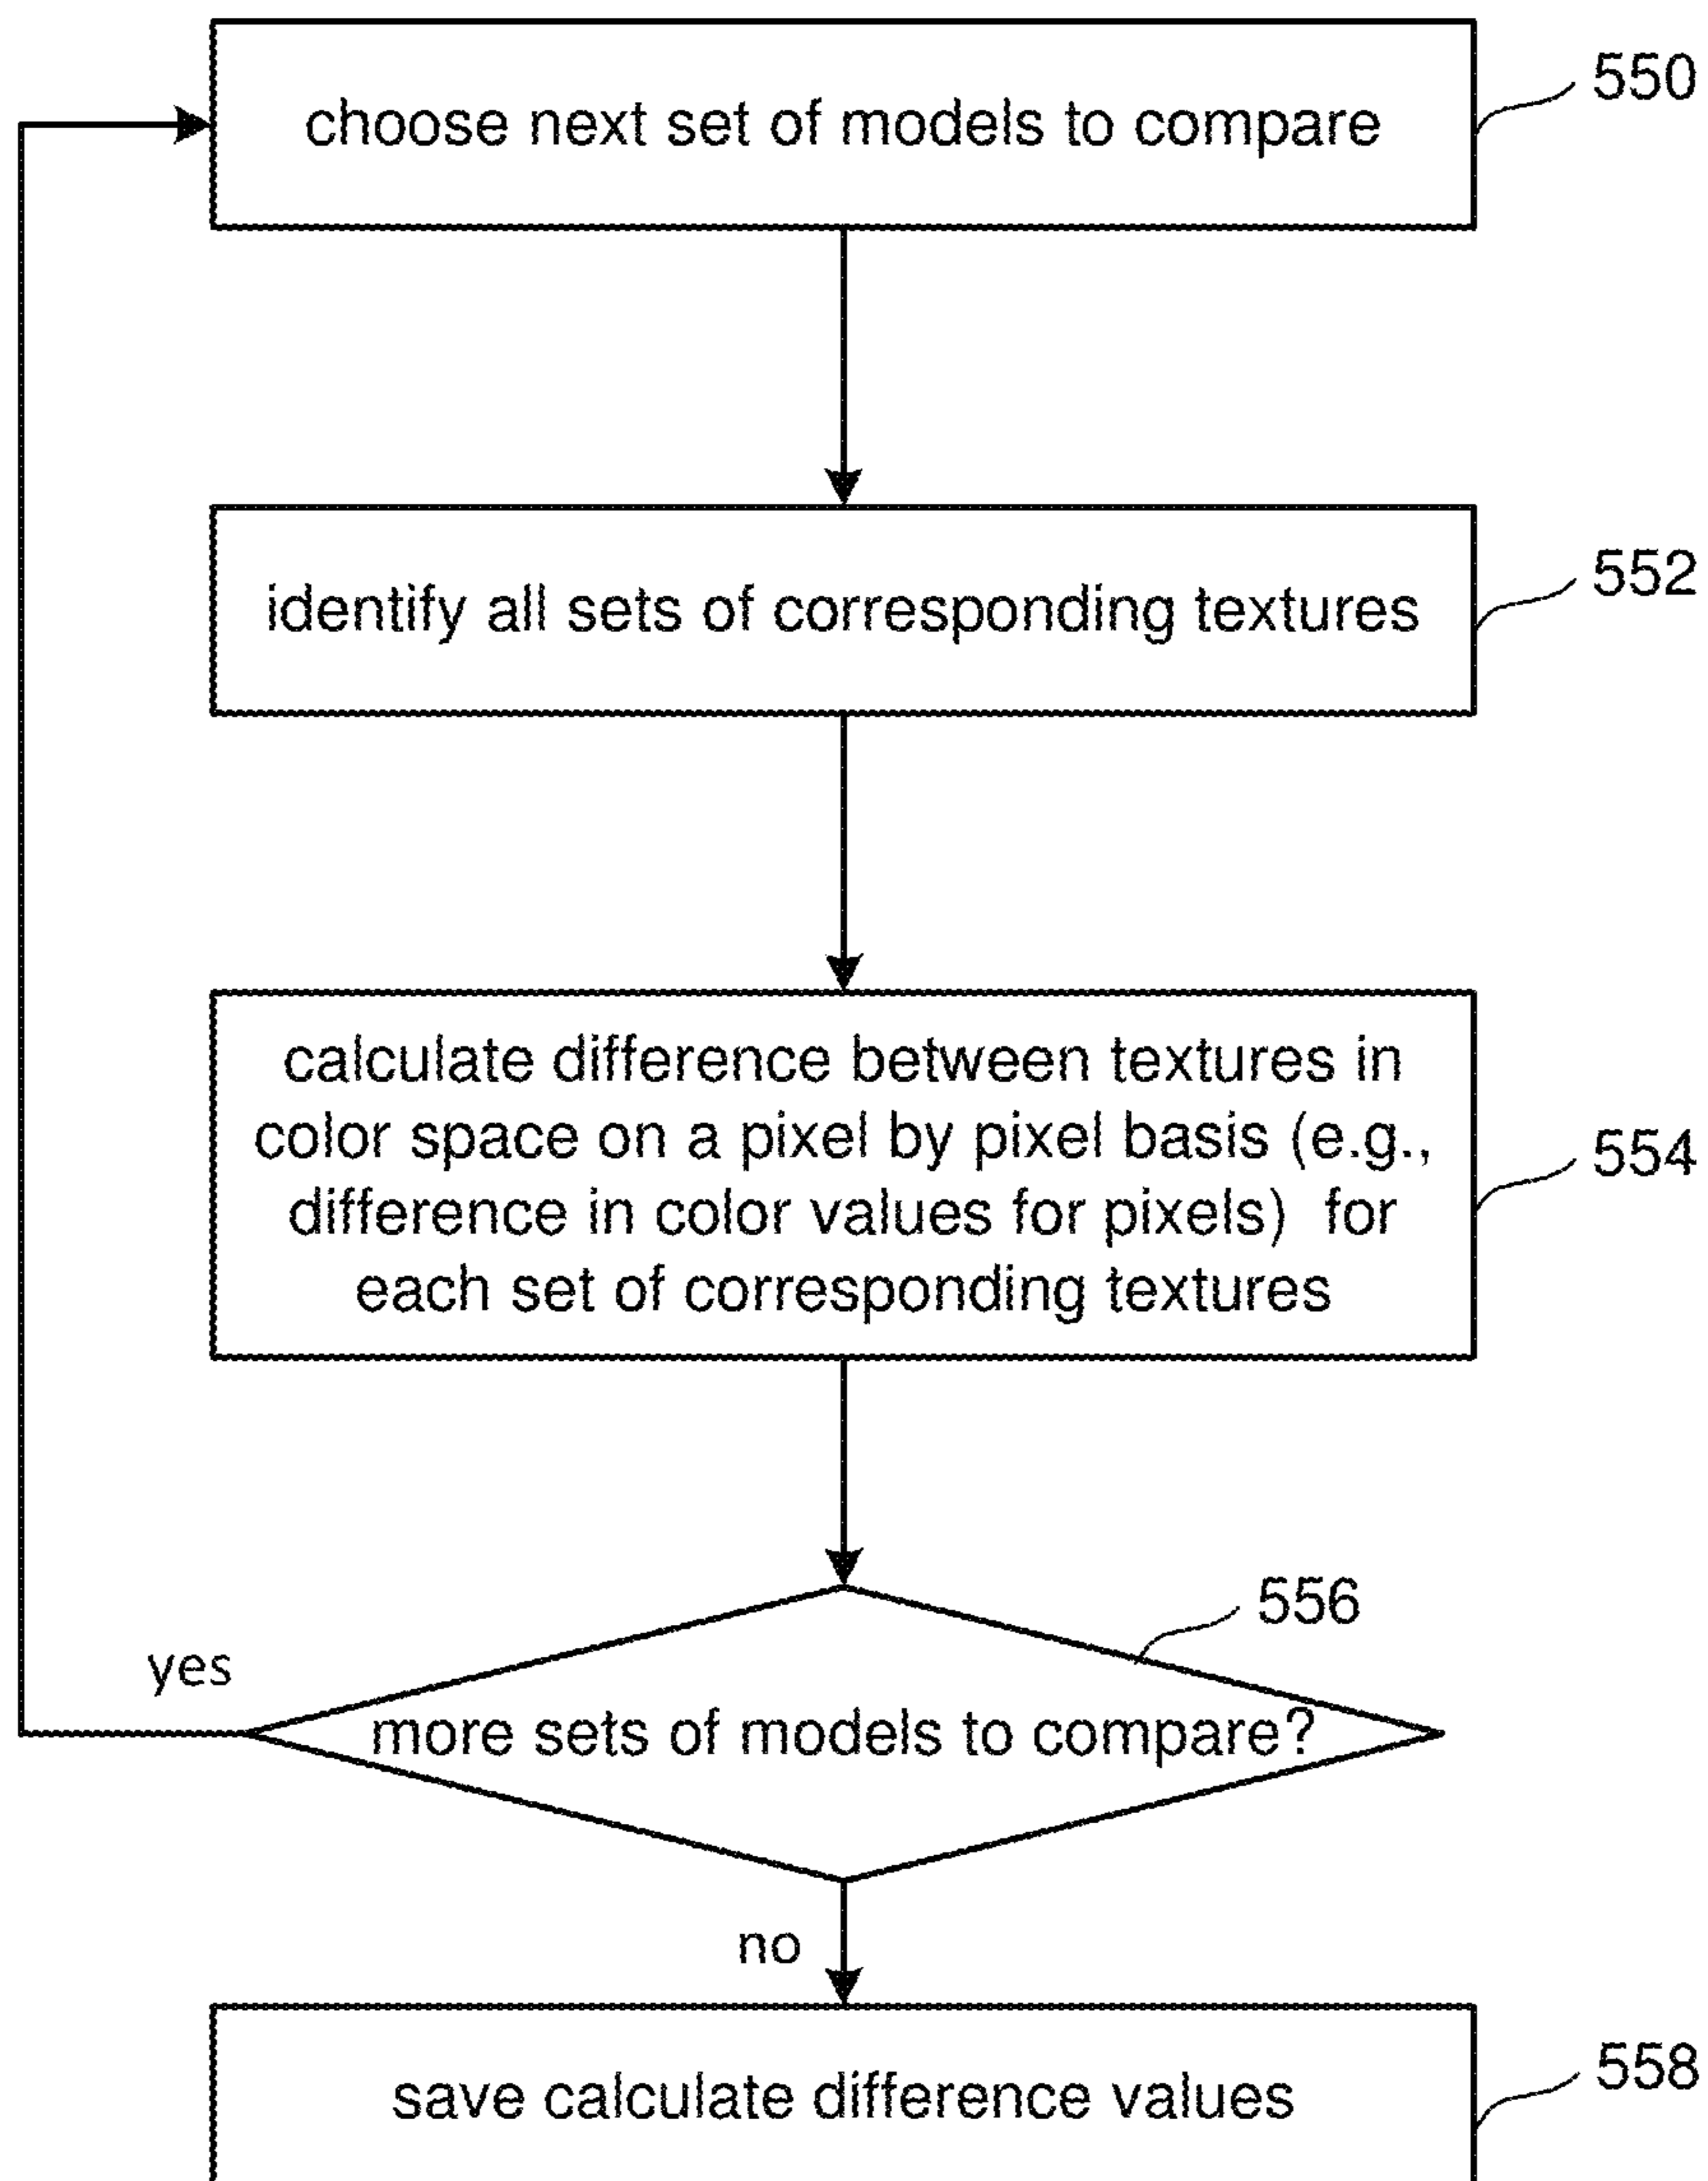 choose next set of models to compare
550
identify all sets of corresponding textures
552
calculate difference between textures in
color space on a pixel by pixel basis (e.g.,
difference in color values for pixels) for
each set of corresponding textures
554
556
yes
more sets of models to compare?
no
save calculate difference values
558